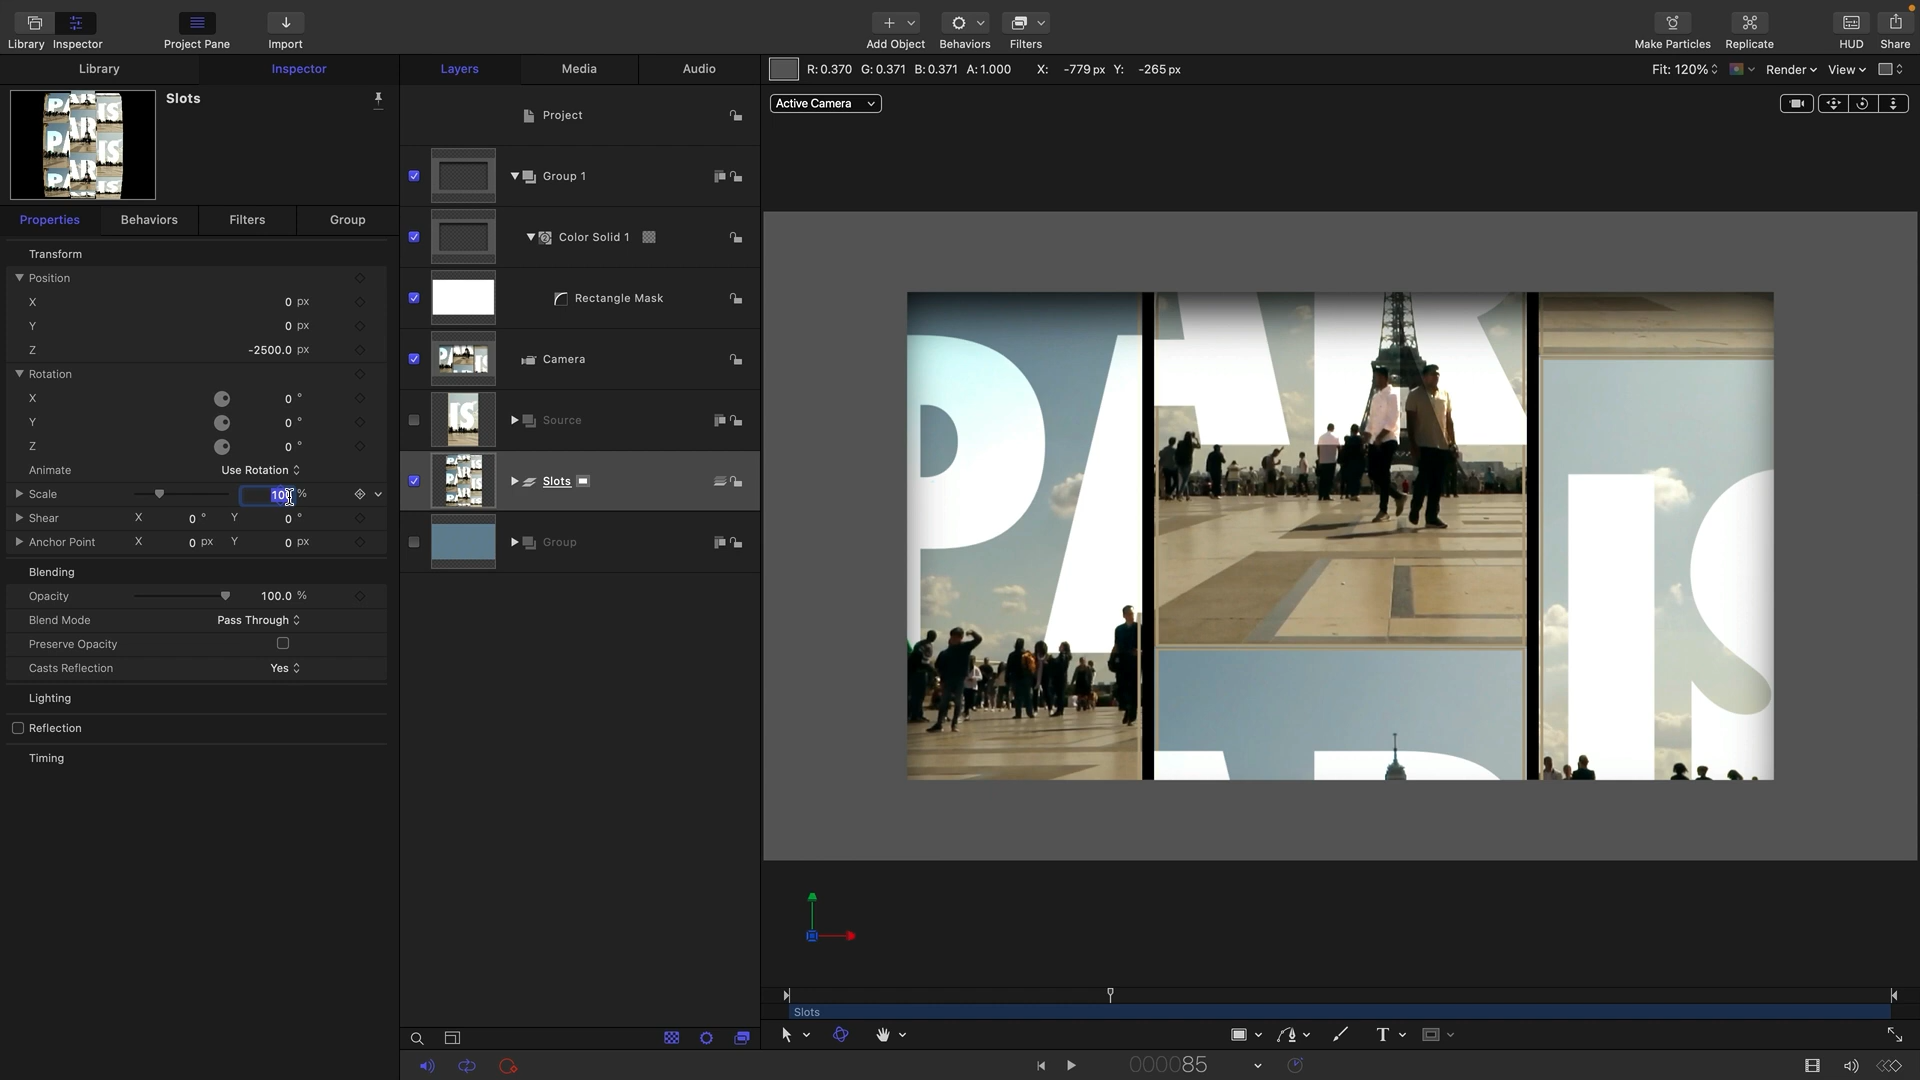 Library
Inspector
Project Pane
Import
Add Object
Behaviors
Filters
Make Particles
Replicate
HUD
Share
Library
Inspector
Layers
Media
Audio
R: 0.370 G: 0.371 B: 0.371 A: 1.000 X: -779 px Y: -265 px
Fit: 120%
Render
View
Slots
Project
Active Camera
Group 1
Properties
Behaviors
Filters
Group
Color Solid 1
Transform
Position
X 0 px
Y 0 px
Z -2500.0 px
Rotation
X 0 °
Y 0 °
Z 0 °
Animate Use Rotation
Scale 100 %
Shear X 0 ° Y 0 °
Anchor Point X 0 px Y 0 px
Blending
Opacity 100.0 %
Blend Mode Pass Through
Preserve Opacity
Casts Reflection Yes
Lighting
Reflection
Timing
Rectangle Mask
Camera
Source
Slots
Group
PA
AR
IS
Slots
T
000085